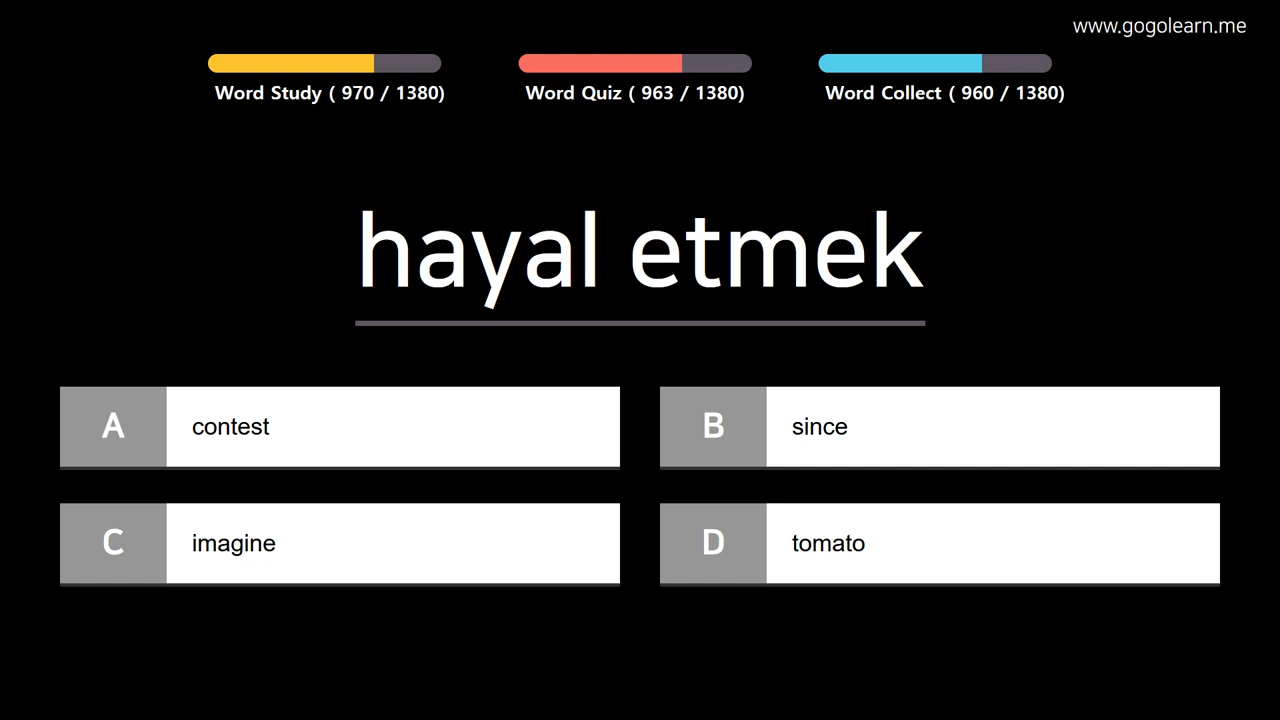 www.gogolearn.me
Word Study ( 970 / 1380)
Word Quiz ( 963 / 1380)
Word Collect ( 960 / 1380)
hayal etmek
A contest
B since
C imagine
D tomato